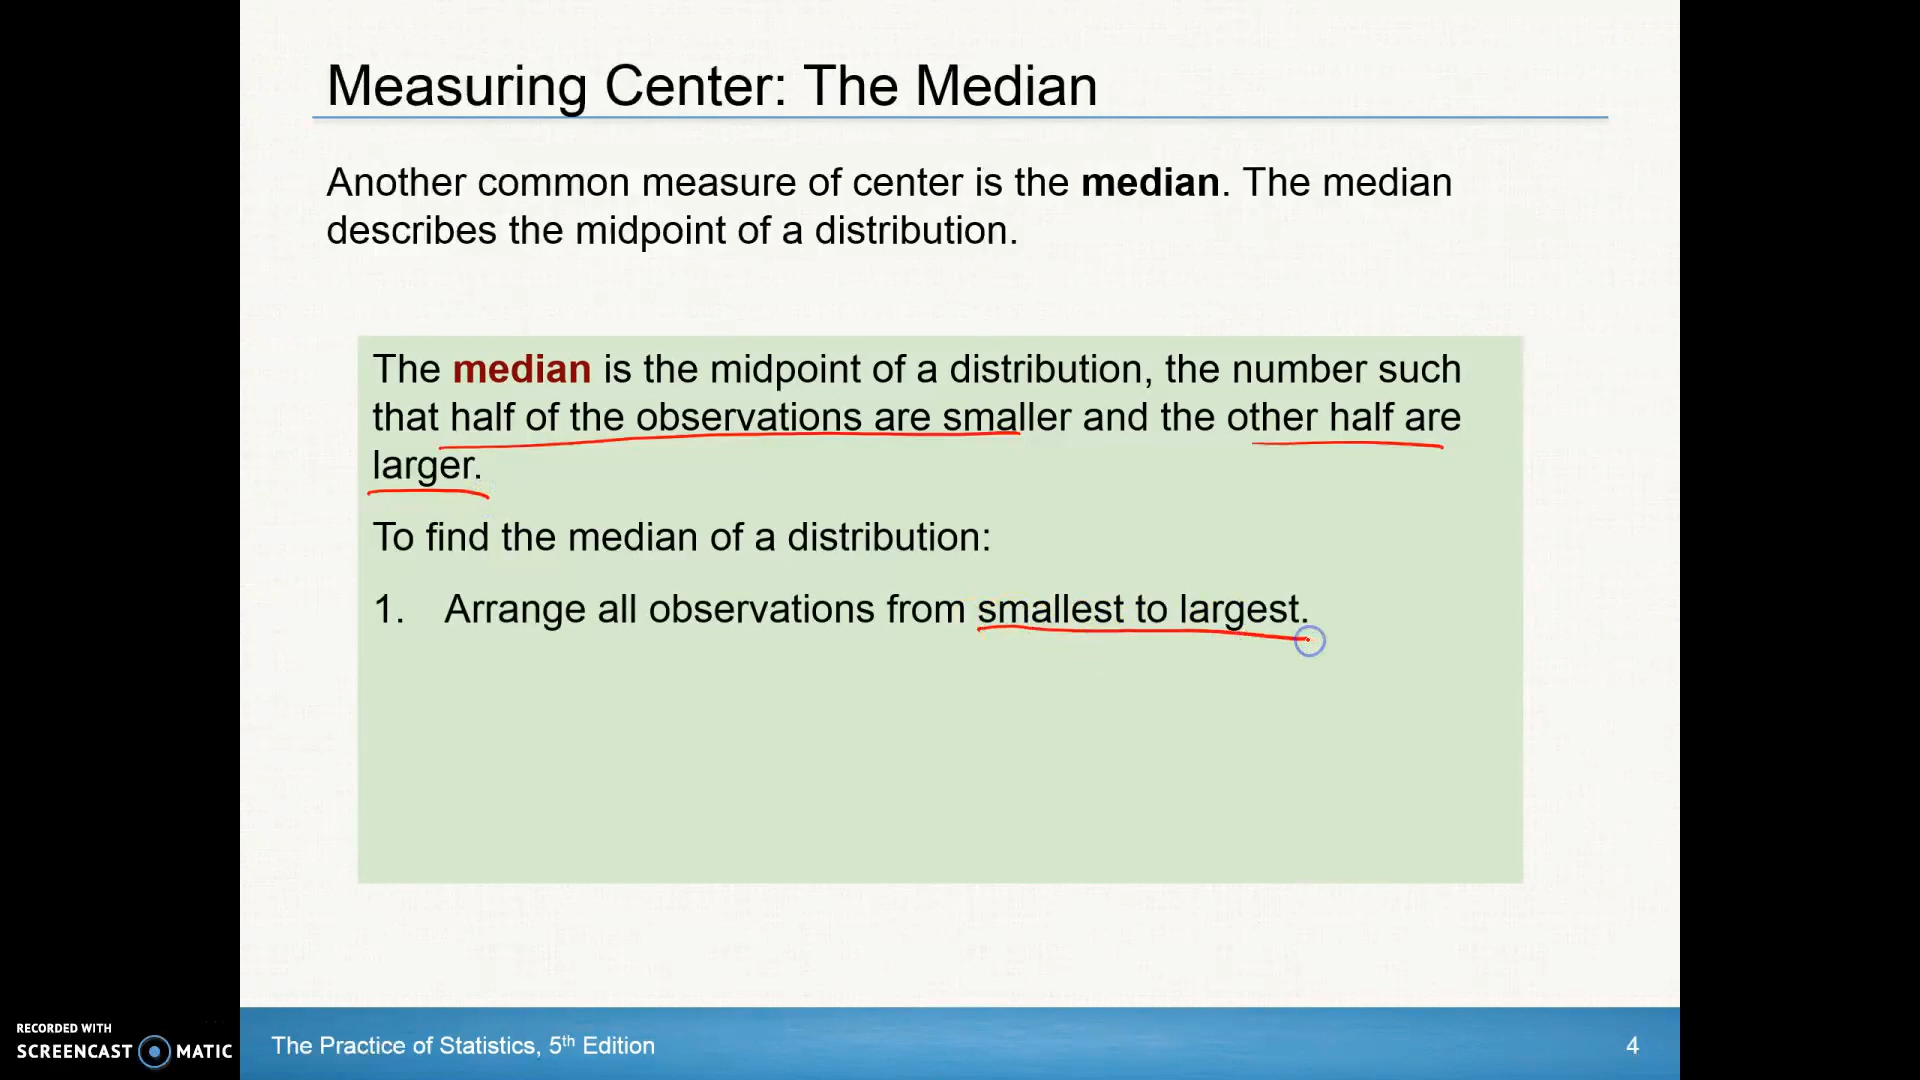 Measuring Center: The Median
Another common measure of center is the median. The median
describes the midpoint of a distribution.
The median is the midpoint of a distribution, the number such
that half of the observations are smaller and the other half are
larger.
To find the median of a distribution:
1. Arrange all observations from smallest to largest.
RECORDED WITH
SCREENCAST MATIC
The Practice of Statistics, 5th Edition
4